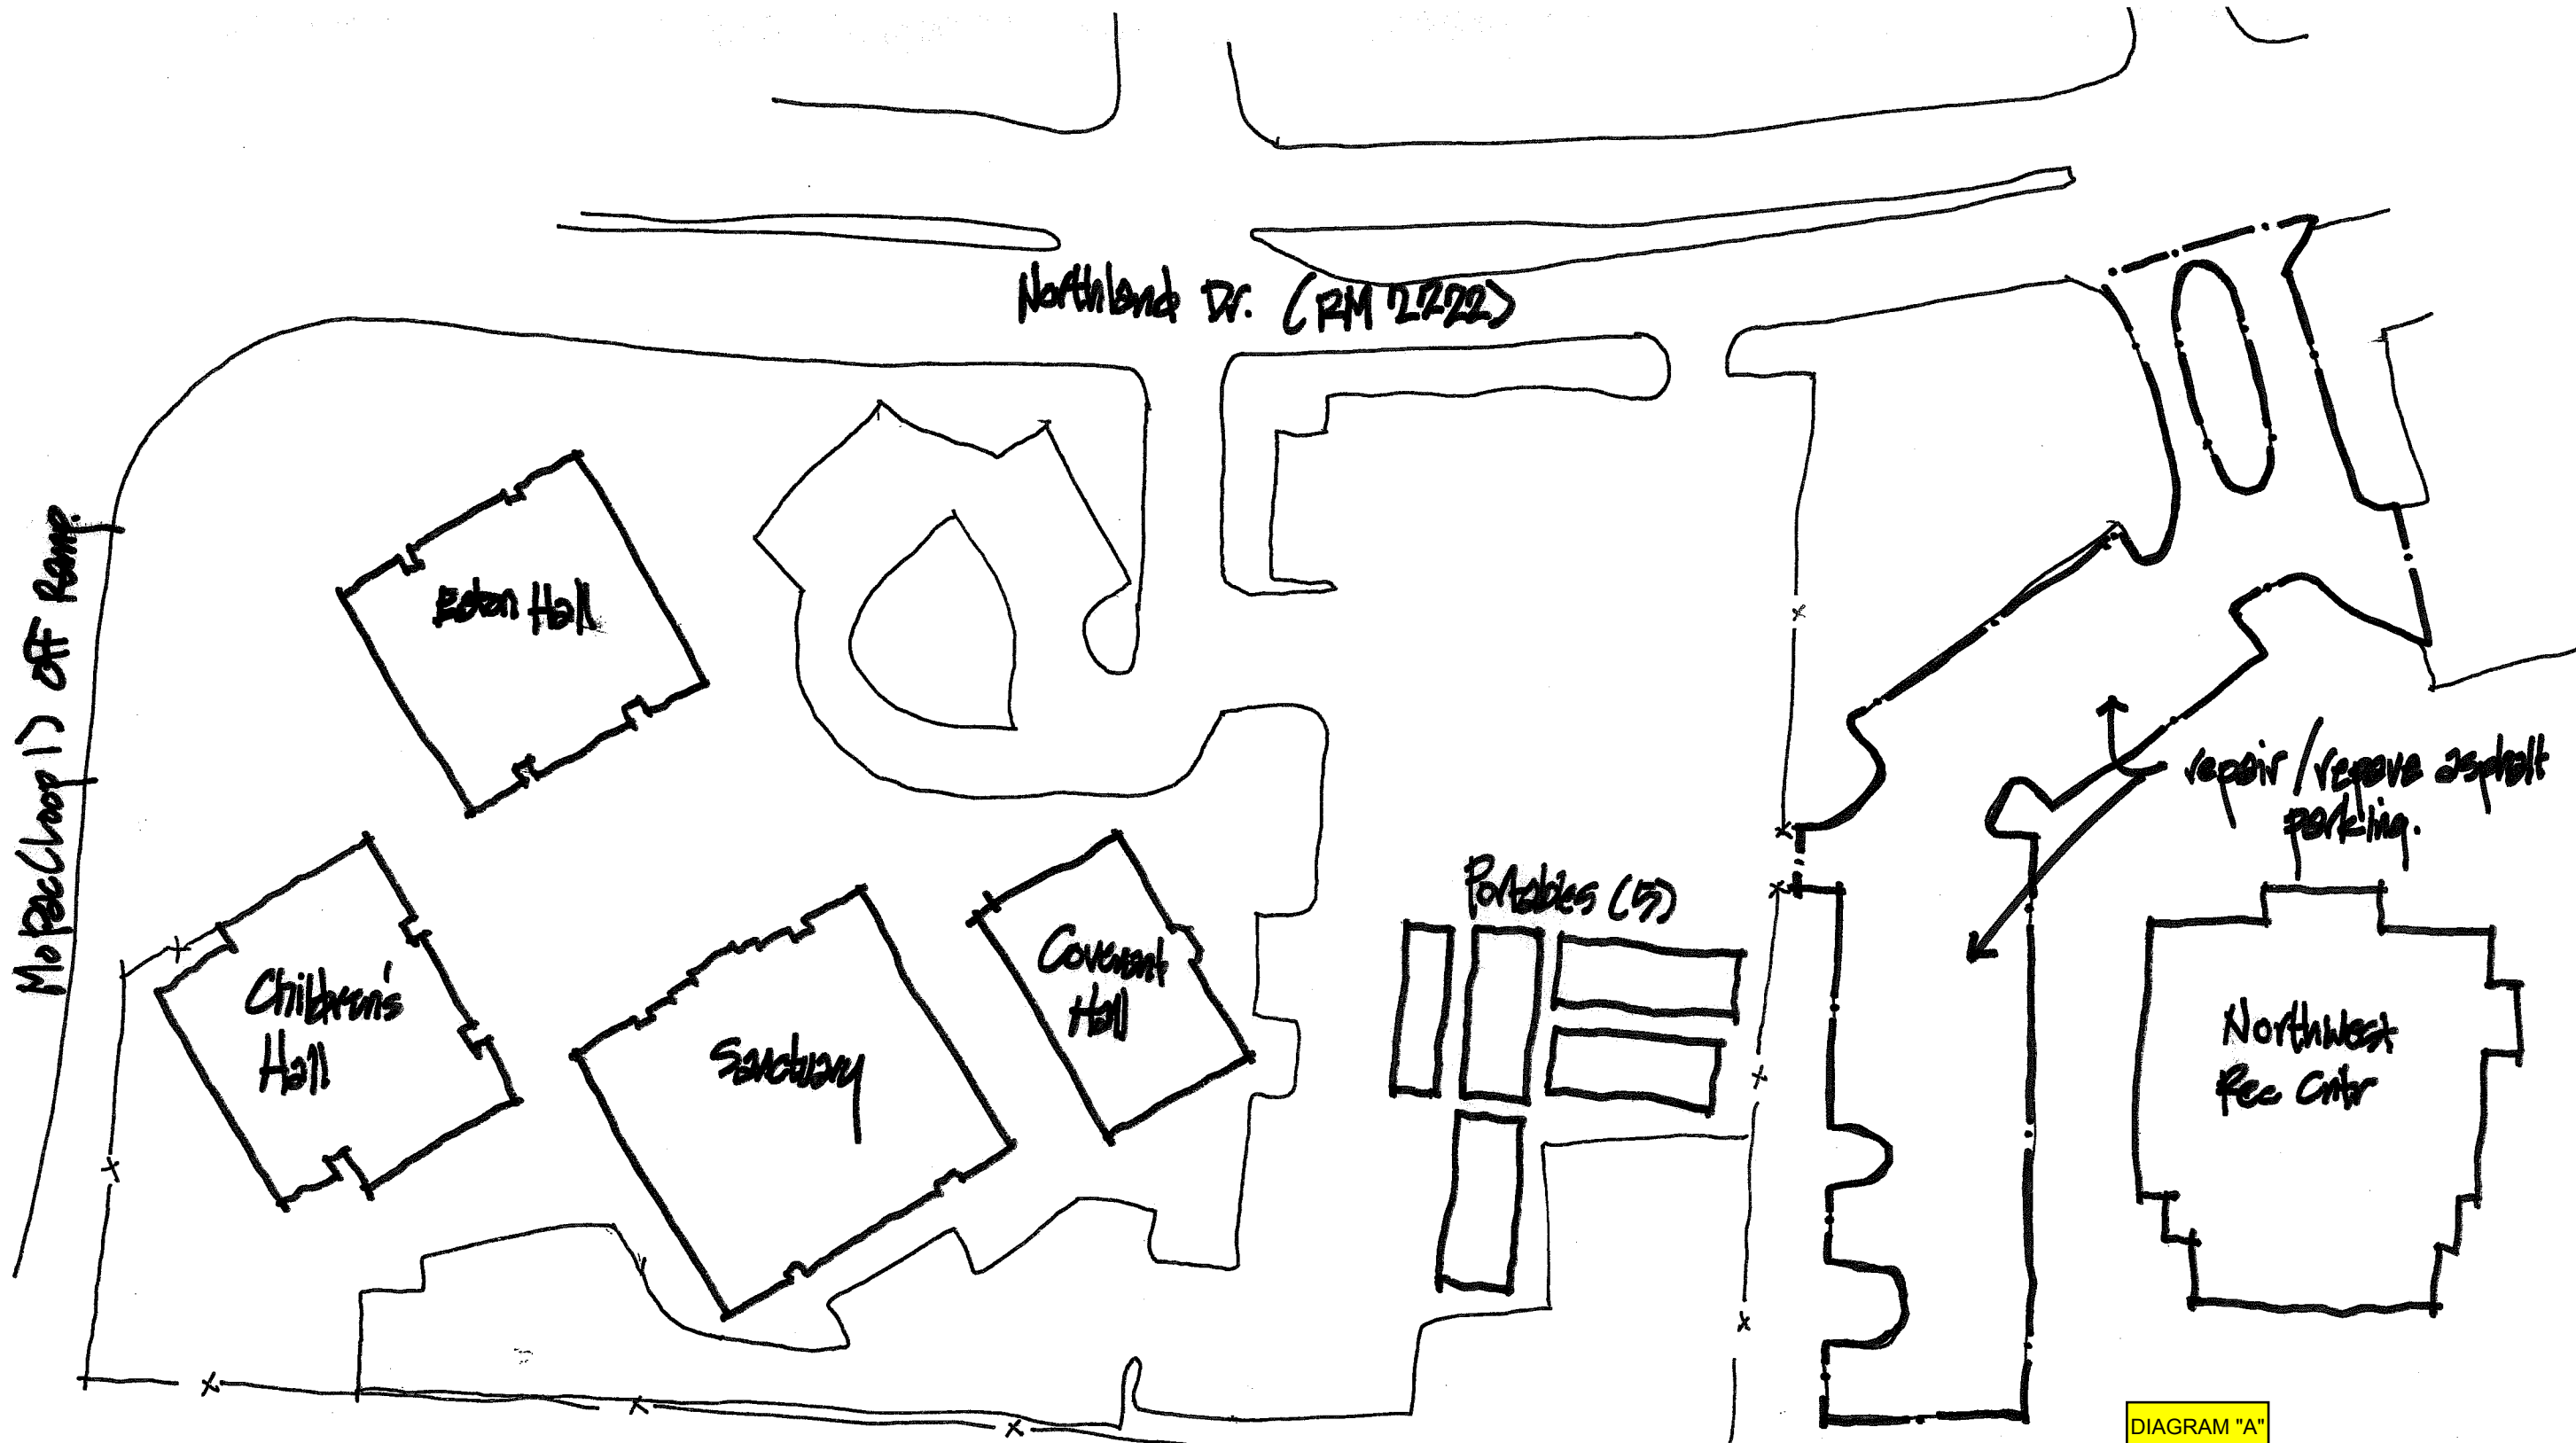 Northland Dr. (RM 2222)
MoPac (Loop 1) off Ramp.
Eaton Hall
repair / repave asphalt
parking.
Portables (5)
Covenant
Hall
Children's
Hall
Sanctuary
Northwest
Rec Cntr
DIAGRAM "A"